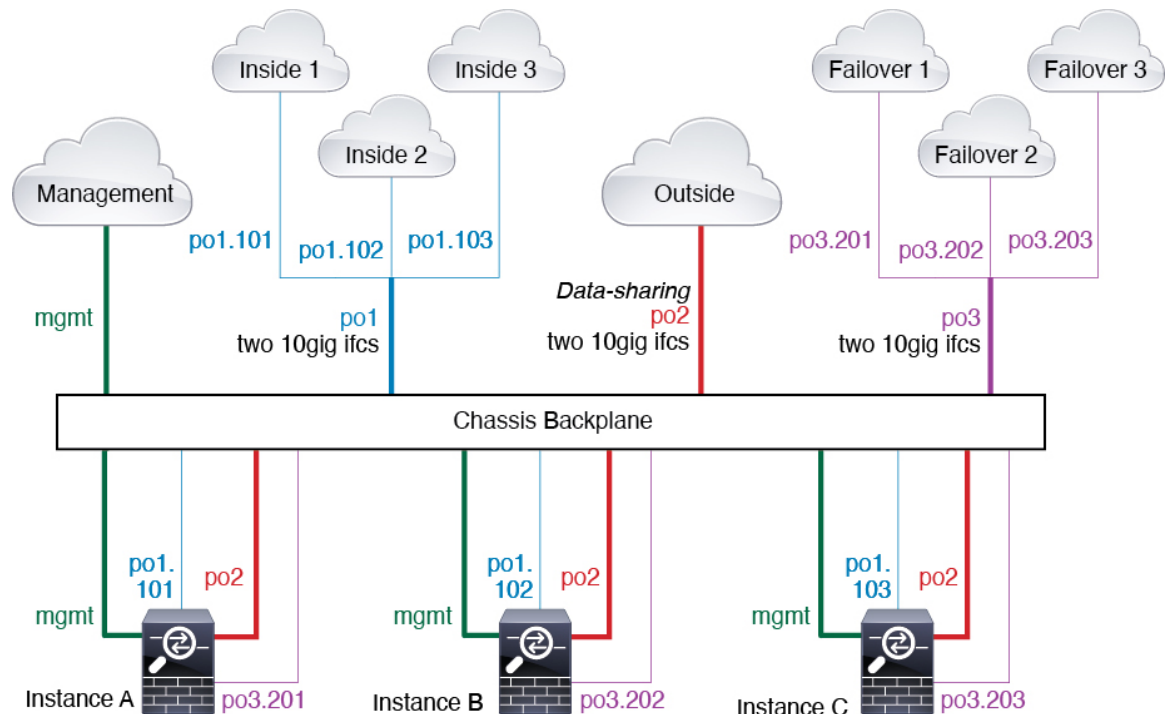 Inside 1
Inside 3
Failover 1
Failover 3
Inside 2
Failover 2
Management
Outside
po1.101
po1.102
po1.103
po3.201
po3.202
po3.203
mgmt
po1
two 10gig ifcs
Data-sharing
po2
two 10gig ifcs
po3
two 10gig ifcs
Chassis Backplane
mgmt
po1.
101
po2
Instance A
po3.201
mgmt
po1.
102
po2
Instance B
po3.202
mgmt
po1.
103
po2
Instance C
po3.203